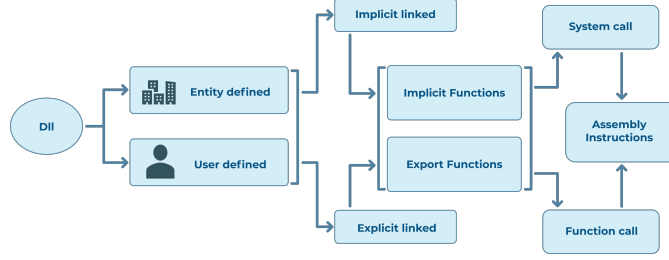 Implicit linked
System call
Entity defined
Implicit Functions
Dll
Assembly
Instructions
User defined
Export Functions
Explicit linked
Function call